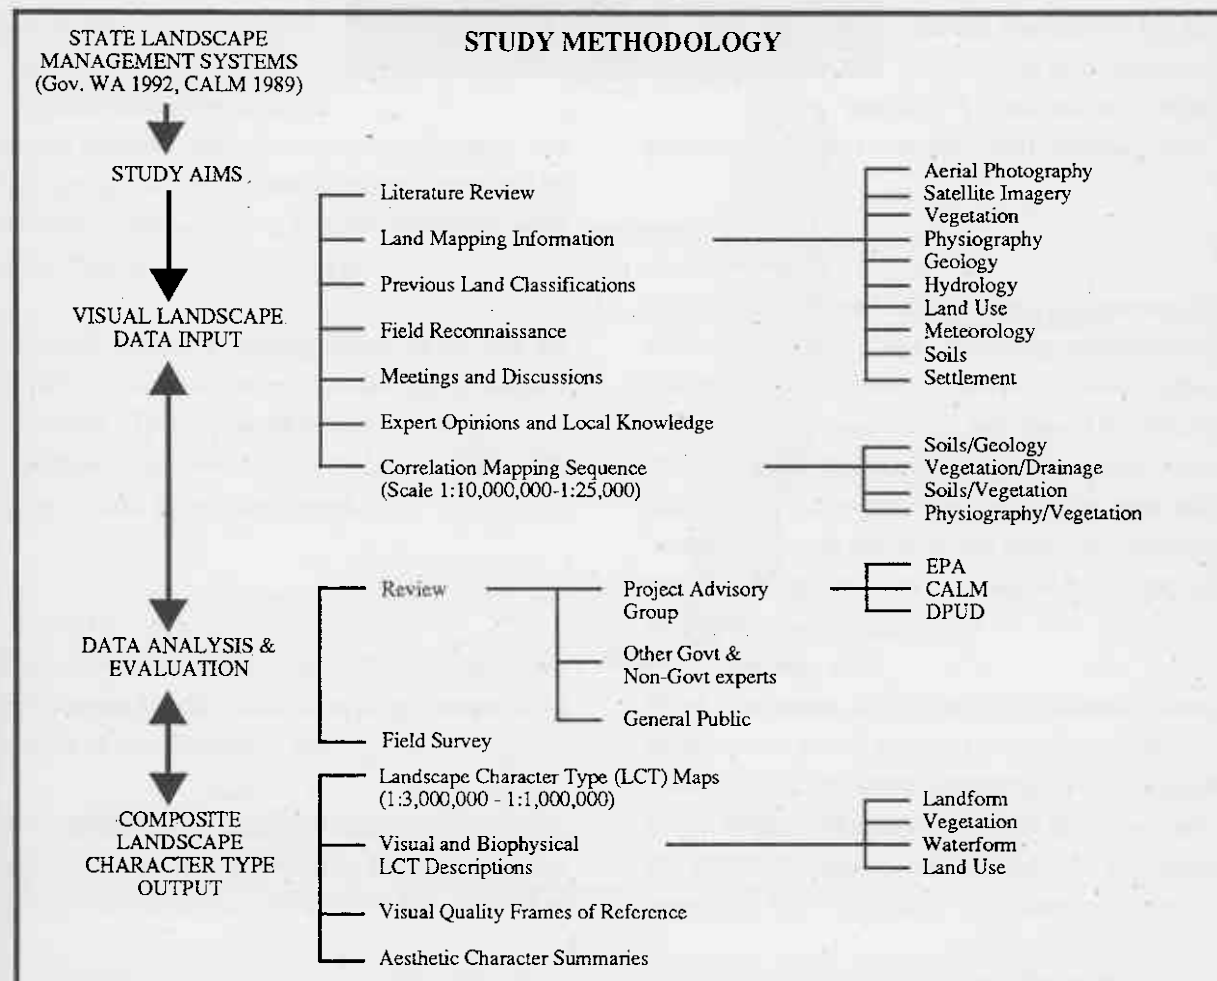 STUDY METHODOLOGY
STATE LANDSCAPE
MANAGEMENT SYSTEMS
(Gov. WA 1992, CALM 1989)
STUDY AIMS
VISUAL LANDSCAPE
DATA INPUT
Literature Review
Land Mapping Information
Aerial Photography
Satellite Imagery
Vegetation
Physiography
Geology
Hydrology
Land Use
Meteorology
Soils
Settlement
Previous Land Classifications
Field Reconnaissance
Meetings and Discussions
Expert Opinions and Local Knowledge
Correlation Mapping Sequence
(Scale 1:10,000,000-1:25,000)
Soils/Geology
Vegetation/Drainage
Soils/Vegetation
Physiography/Vegetation
DATA ANALYSIS &
EVALUATION
Review
Project Advisory
Group
EPA
CALM
DPUD
Other Govt &
Non-Govt experts
General Public
Field Survey
COMPOSITE
LANDSCAPE
CHARACTER TYPE
OUTPUT
Landscape Character Type (LCT) Maps
(1:3,000,000 - 1:1,000,000)
Visual and Biophysical
LCT Descriptions
Landform
Vegetation
Waterform
Land Use
Visual Quality Frames of Reference
Aesthetic Character Summaries